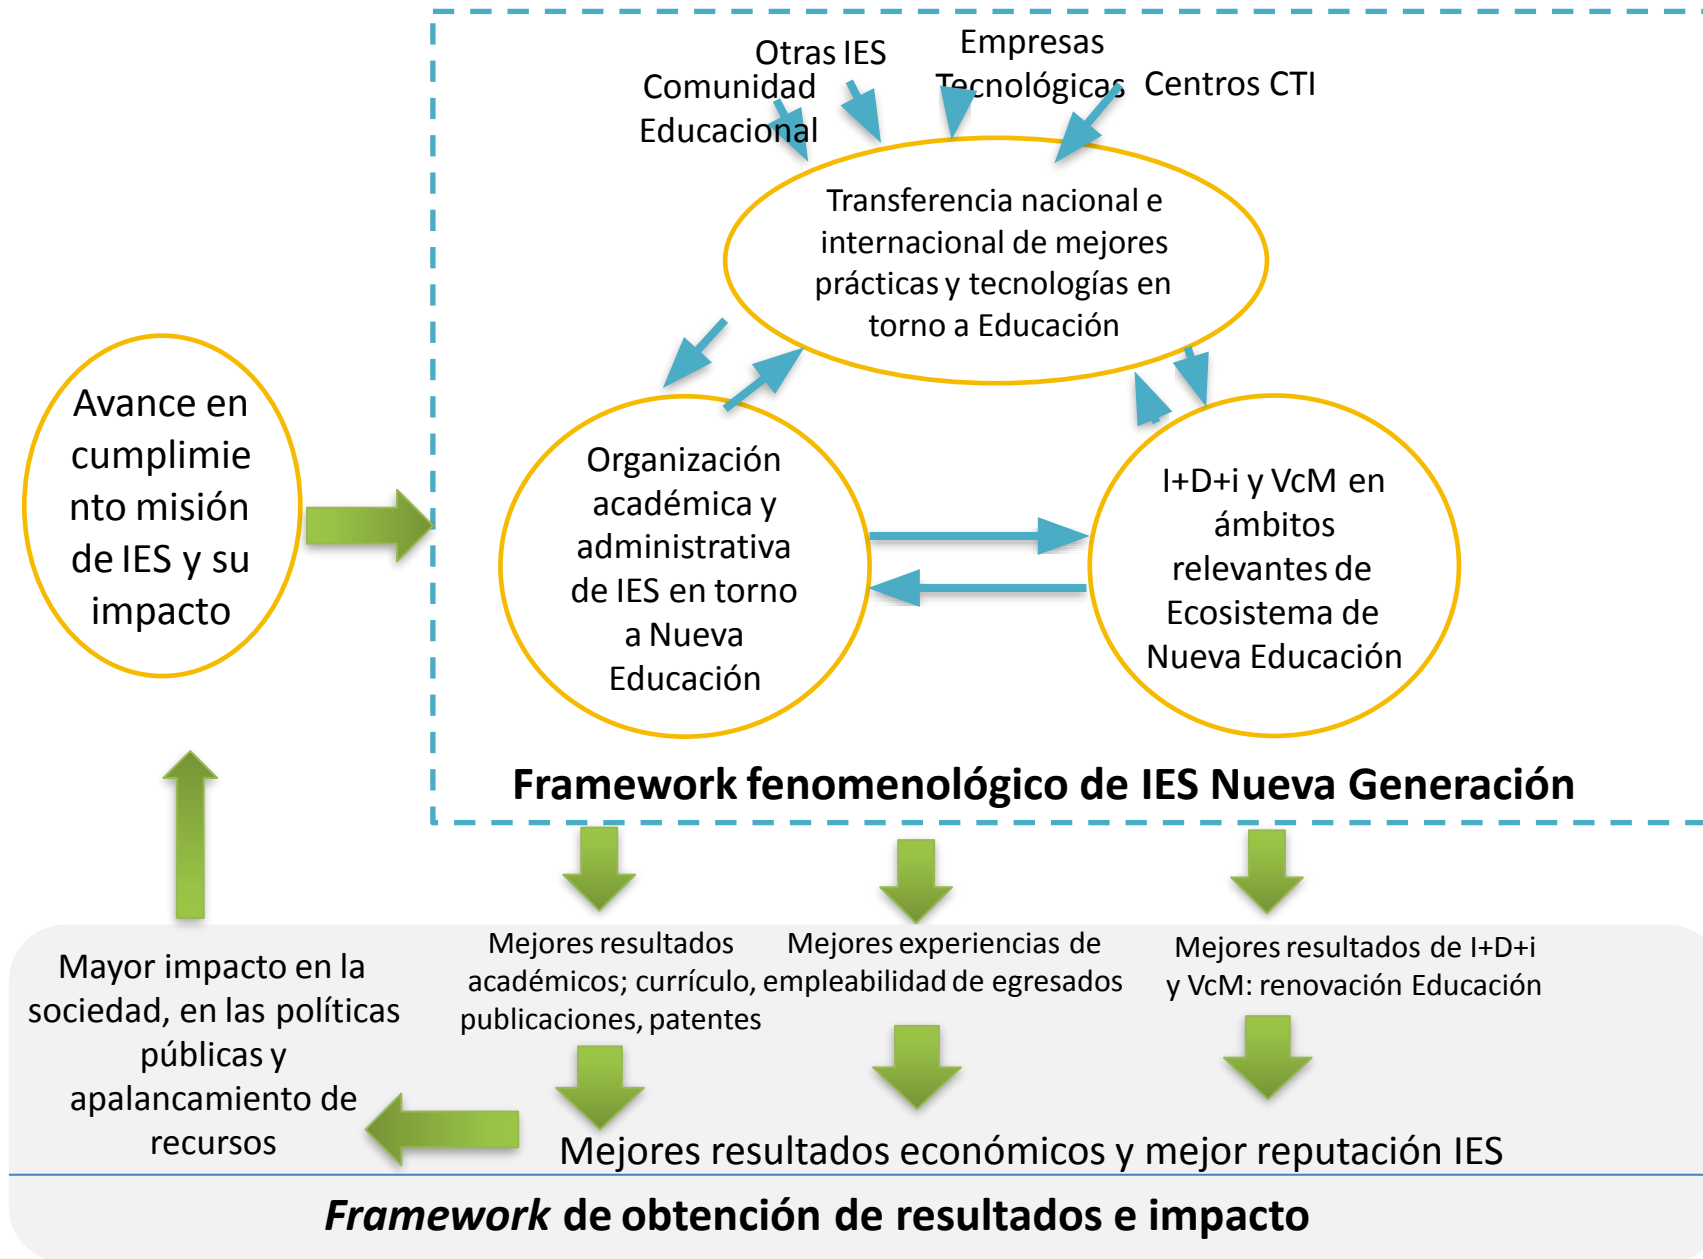 Otras IES
Empresas
Tecnológicas
Comunidad
Educacional
Centros CTI
Transferencia nacional e
internacional de mejores
prácticas y tecnologías en
torno a Educación
Avance en
cumplimie
nto misión
de IES y su
impacto
Organización
académica y
administrativa
de IES en torno
a Nueva
Educación
I+D+i y VcM en
ámbitos
relevantes de
Ecosistema de
Nueva Educación
Framework fenomenológico de IES Nueva Generación
Mayor impacto en la
sociedad, en las políticas
públicas y
apalancamiento de
recursos
Mejores resultados
académicos; currículo,
publicaciones, patentes
Mejores experiencias de
empleabilidad de egresados
Mejores resultados de I+D+i
y VcM: renovación Educación
Mejores resultados económicos y mejor reputación IES
Framework de obtención de resultados e impacto